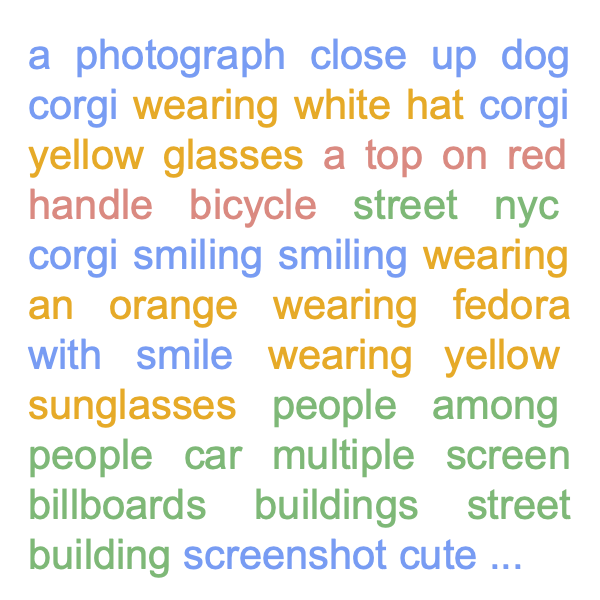 a photograph close up dog
corgi wearing white hat corgi
yellow glasses a top on red
handle bicycle street nyc
corgi smiling smiling wearing
an orange wearing fedora
with smile wearing yellow
sunglasses people among
people car multiple screen
billboards buildings street
building screenshot cute ...